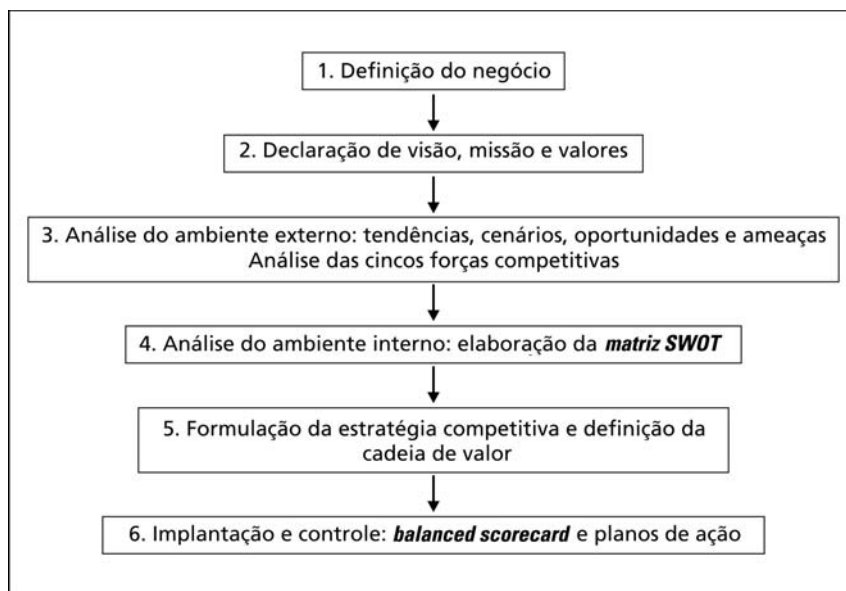 1. Definição do negócio
2. Declaração de visão, missão e valores
3. Análise do ambiente externo: tendências, cenários, oportunidades e ameaças
Análise das cincos forças competitivas
4. Análise do ambiente interno: elaboração da matriz SWOT
5. Formulação da estratégia competitiva e definição da
cadeia de valor
6. Implantação e controle: balanced scorecard e planos de ação